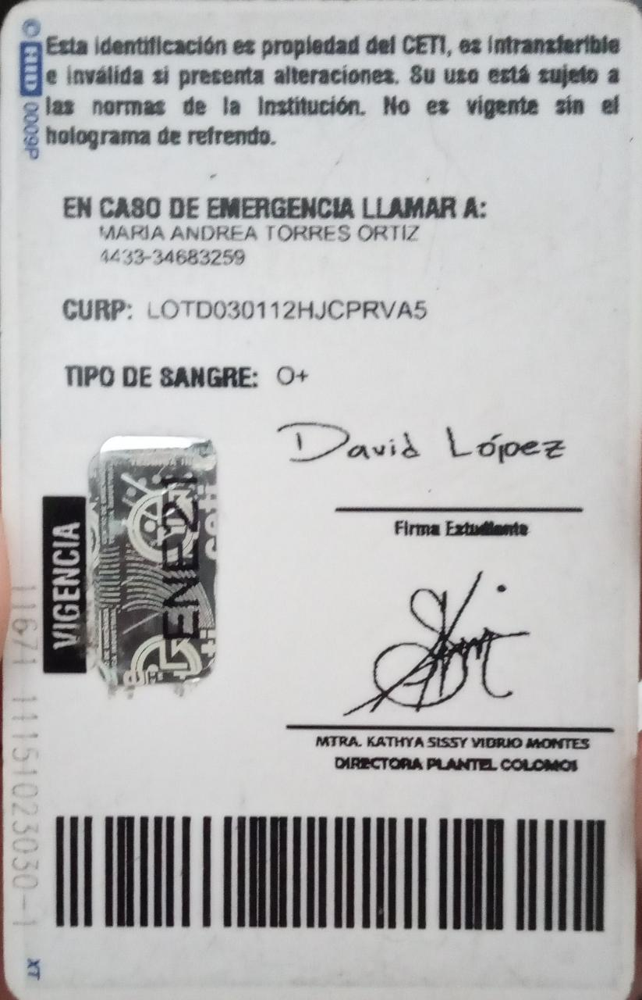 Esta identificación es propiedad del CETI, es intransferible
e inválida si presenta alteraciones. Su uso está sujeto a
las normas de la Institución. No es vigente sin el
holograma de refrendo.
© HID 0009P
EN CASO DE EMERGENCIA LLAMAR A:
MARIA ANDREA TORRES ORTIZ
4433-34683259
CURP: LOTD030112HJCPRVA5
TIPO DE SANGRE: O+
David López
Firma Estudiante
VIGENCIA
ENE21
MTRA. KATHYA SISSY VIDRIO MONTES
DIRECTORA PLANTEL COLOMOS
11671 11151023030-1
XT